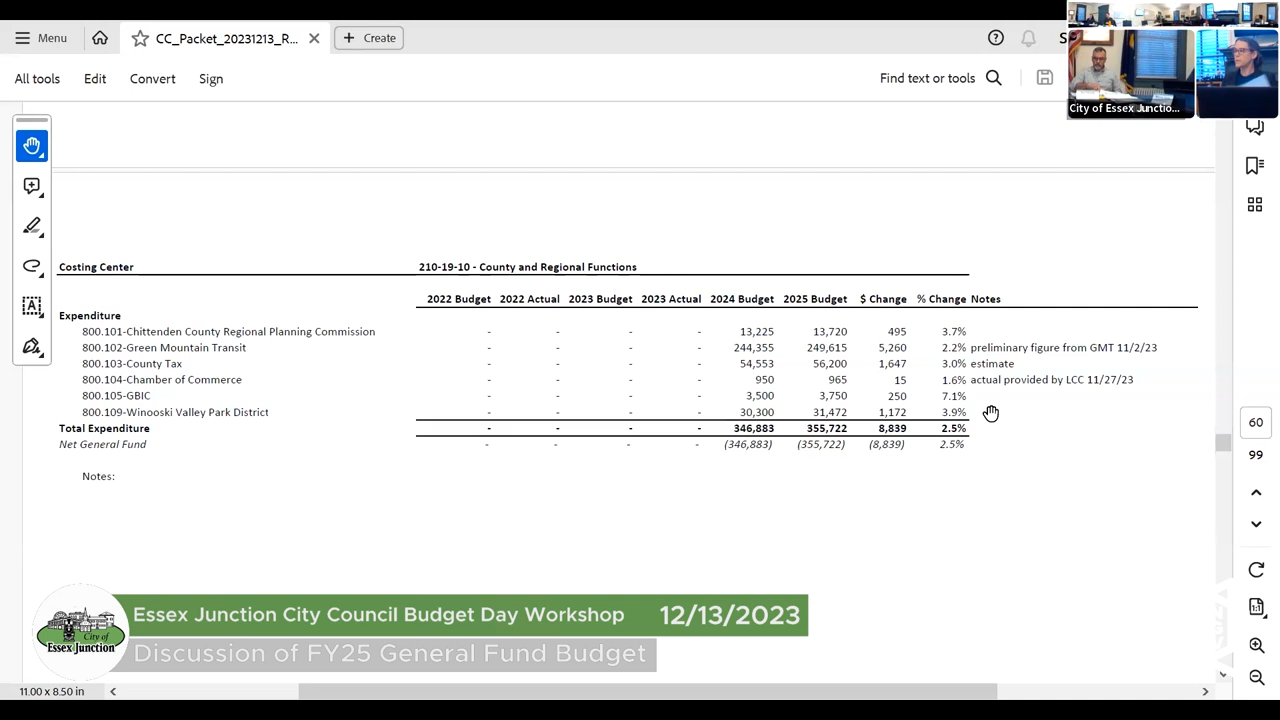 Menu
CC_Packet_20231213_R...
Create
All tools Edit Convert Sign Find text or tools
City of Essex Junctio...
Costing Center 210-19-10 - County and Regional Functions
2022 Budget 2022 Actual 2023 Budget 2023 Actual 2024 Budget 2025 Budget $ Change % Change Notes
Expenditure
800.101-Chittenden County Regional Planning Commission - - - - 13,225 13,720 495 3.7%
800.102-Green Mountain Transit - - - - 244,355 249,615 5,260 2.2% preliminary figure from GMT 11/2/23
800.103-County Tax - - - - 54,553 56,200 1,647 3.0% estimate
800.104-Chamber of Commerce - - - - 950 965 15 1.6% actual provided by LCC 11/27/23
800.105-GBIC - - - - 3,500 3,750 250 7.1%
800.109-Winooski Valley Park District - - - - 30,300 31,472 1,172 3.9%
Total Expenditure - - - - 346,883 355,722 8,839 2.5%
Net General Fund - - - - (346,883) (355,722) (8,839) 2.5%
Notes:
60
99
1:1
City of
Essex Junction
Essex Junction City Council Budget Day Workshop 12/13/2023
Discussion of FY25 General Fund Budget
11.00 x 8.50 in